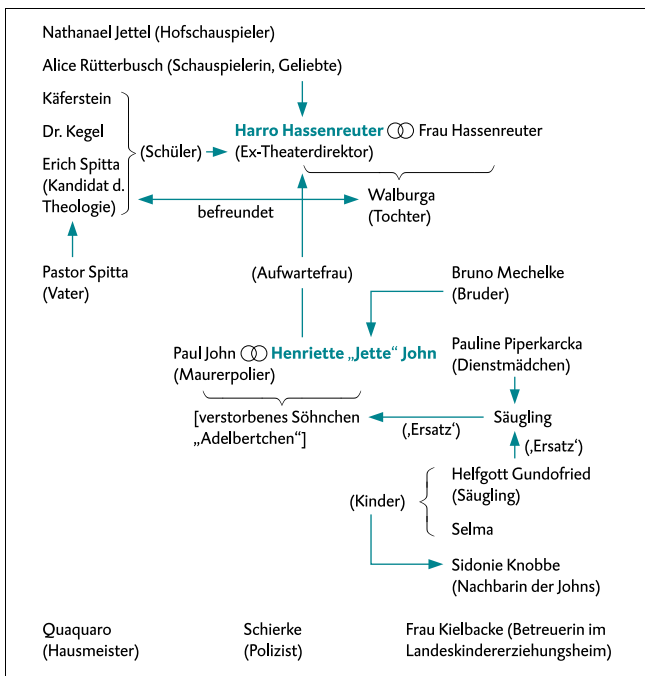 Nathanael Jettel (Hofschauspieler)
Alice Rütterbusch (Schauspielerin, Geliebte)
Käferstein
Dr. Kegel
Erich Spitta
(Kandidat d.
Theologie)
(Schüler)
Harro Hassenreuter
(Ex-Theaterdirektor)
Frau Hassenreuter
befreundet
Walburga
(Tochter)
Pastor Spitta
(Vater)
(Aufwartefrau)
Bruno Mechelke
(Bruder)
Paul John
(Maurerpolier)
Henriette „Jette“ John
Pauline Piperkarcka
(Dienstmädchen)
[verstorbenes Söhnchen
„Adelbertchen“]
(‚Ersatz‘)
Säugling
(‚Ersatz‘)
(Kinder)
Helfgott Gundofried
(Säugling)
Selma
Sidonie Knobbe
(Nachbarin der Johns)
Quaquaro
(Hausmeister)
Schierke
(Polizist)
Frau Kielbacke (Betreuerin im
Landeskindererziehungsheim)